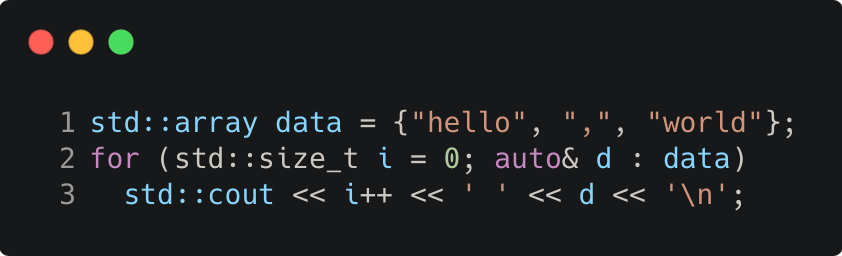 1 std::array data = {"hello", ",", "world"};
2 for (std::size_t i = 0; auto& d : data)
3   std::cout << i++ << ' ' << d << '\n';